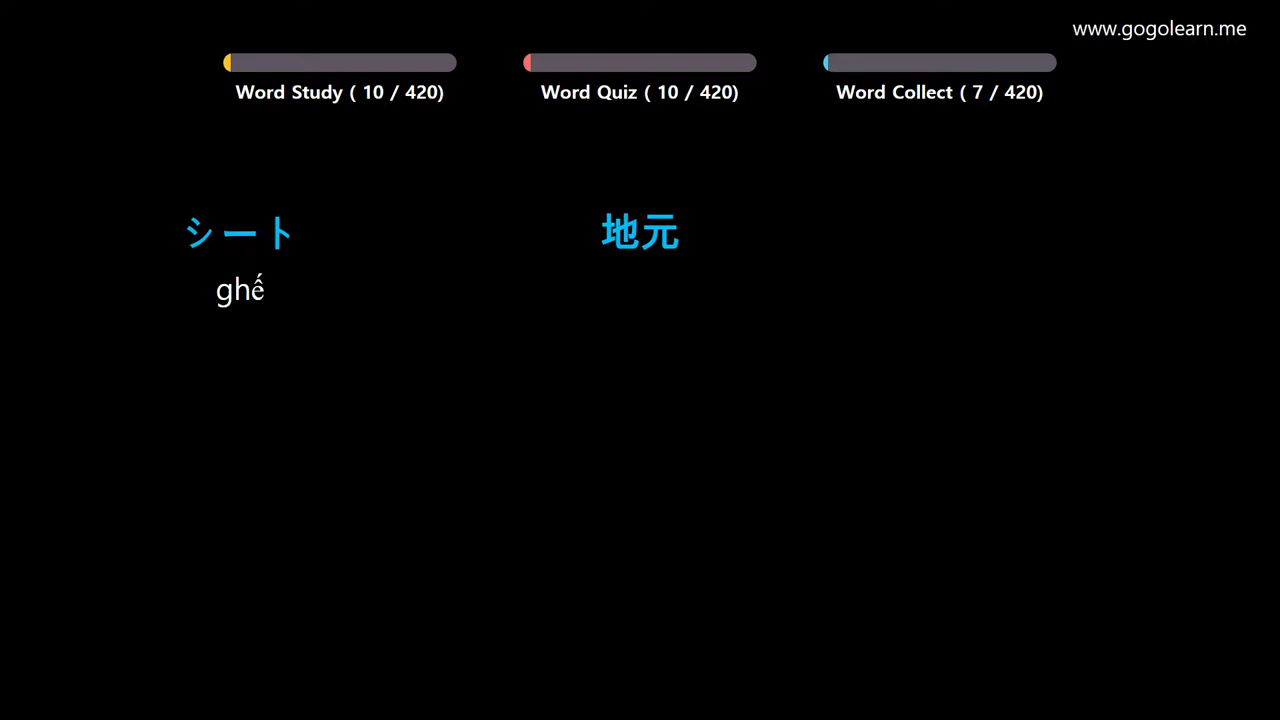 www.gogolearn.me
Word Study ( 10 / 420)
Word Quiz ( 10 / 420)
Word Collect ( 7 / 420)
シート
地元
ghế